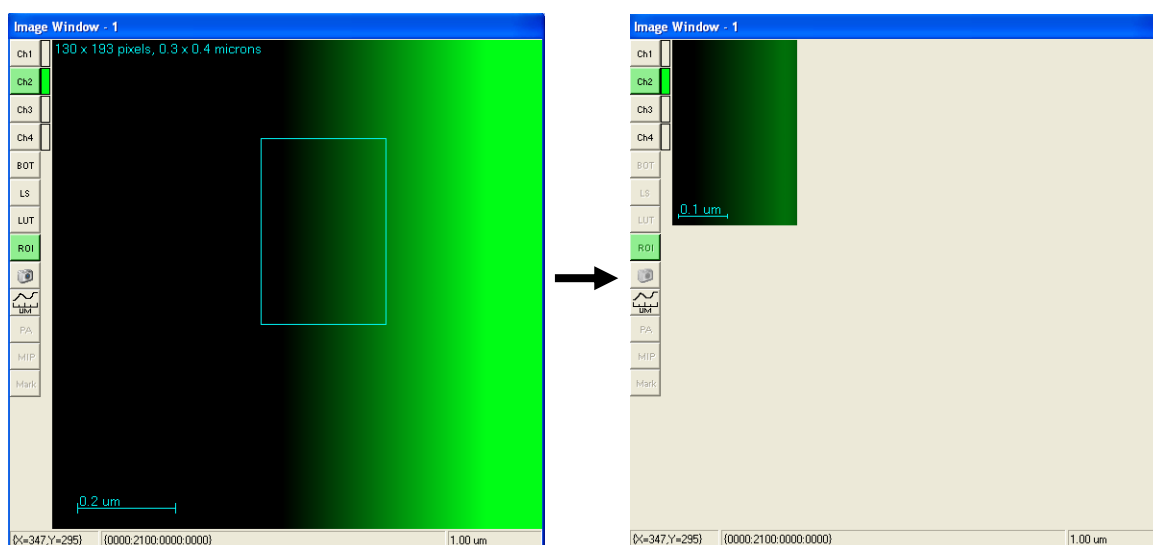 Image Window - 1
130 x 193 pixels, 0.3 x 0.4 microns
Ch1
Ch2
Ch3
Ch4
BOT
LS
LUT
ROI
UM
PA
MIP
Mark
0.2 um
{X=347,Y=295} {0000:2100:0000:0000} 1.00 um
Image Window - 1
Ch1
Ch2
Ch3
Ch4
BOT
LS
LUT
ROI
UM
PA
MIP
Mark
0.1 um
{X=347,Y=295} {0000:2100:0000:0000} 1.00 um